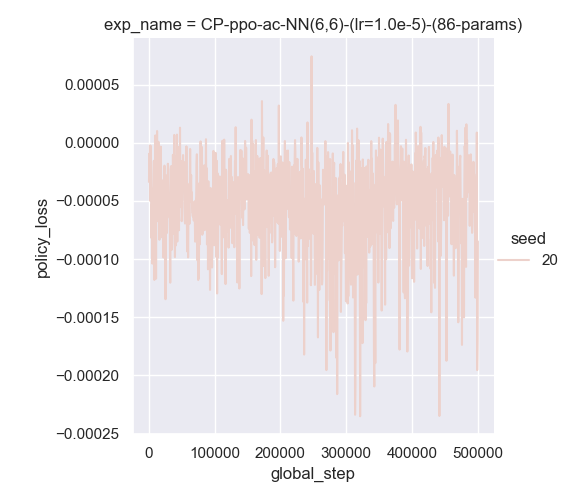 exp_name = CP-ppo-ac-NN(6,6)-(lr=1.0e-5)-(86-params)
0.00005
0.00000
−0.00005
−0.00010
−0.00015
−0.00020
−0.00025
policy_loss
0 100000 200000 300000 400000 500000
global_step
seed
20